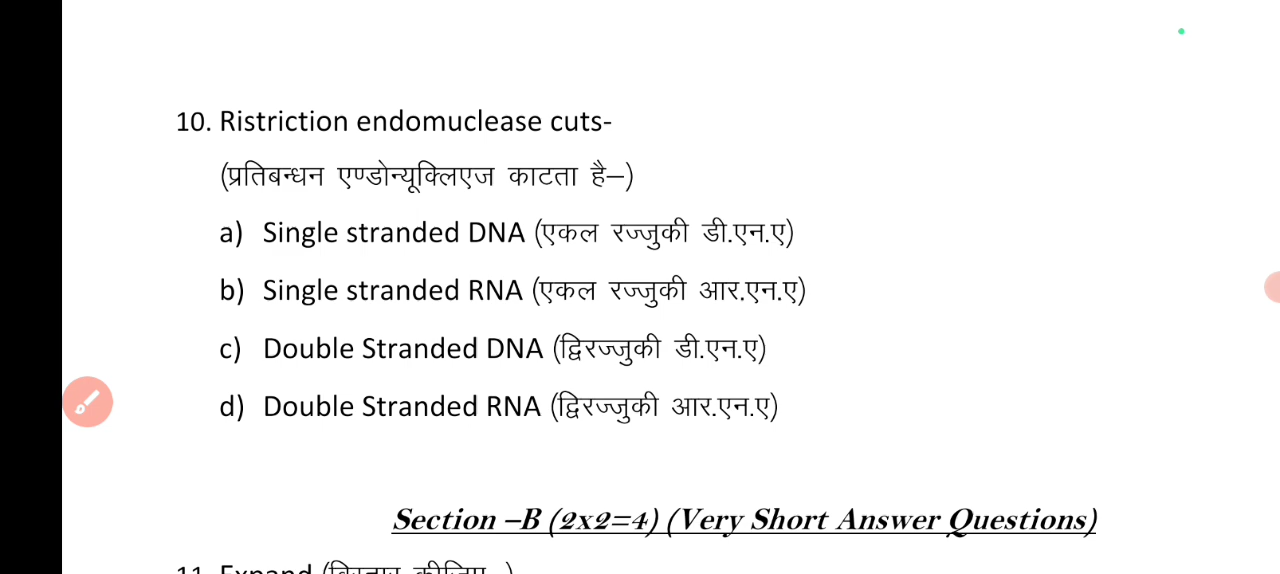 10. Ristriction endomuclease cuts-
(प्रतिबन्धन एण्डोन्यूक्लिएज काटता है–)
a) Single stranded DNA (एकल रज्जुकी डी.एन.ए)
b) Single stranded RNA (एकल रज्जुकी आर.एन.ए)
c) Double Stranded DNA (द्विरज्जुकी डी.एन.ए)
d) Double Stranded RNA (द्विरज्जुकी आर.एन.ए)
Section –B (2x2=4) (Very Short Answer Questions)
11. Expand (विस्तार कीजिए–)